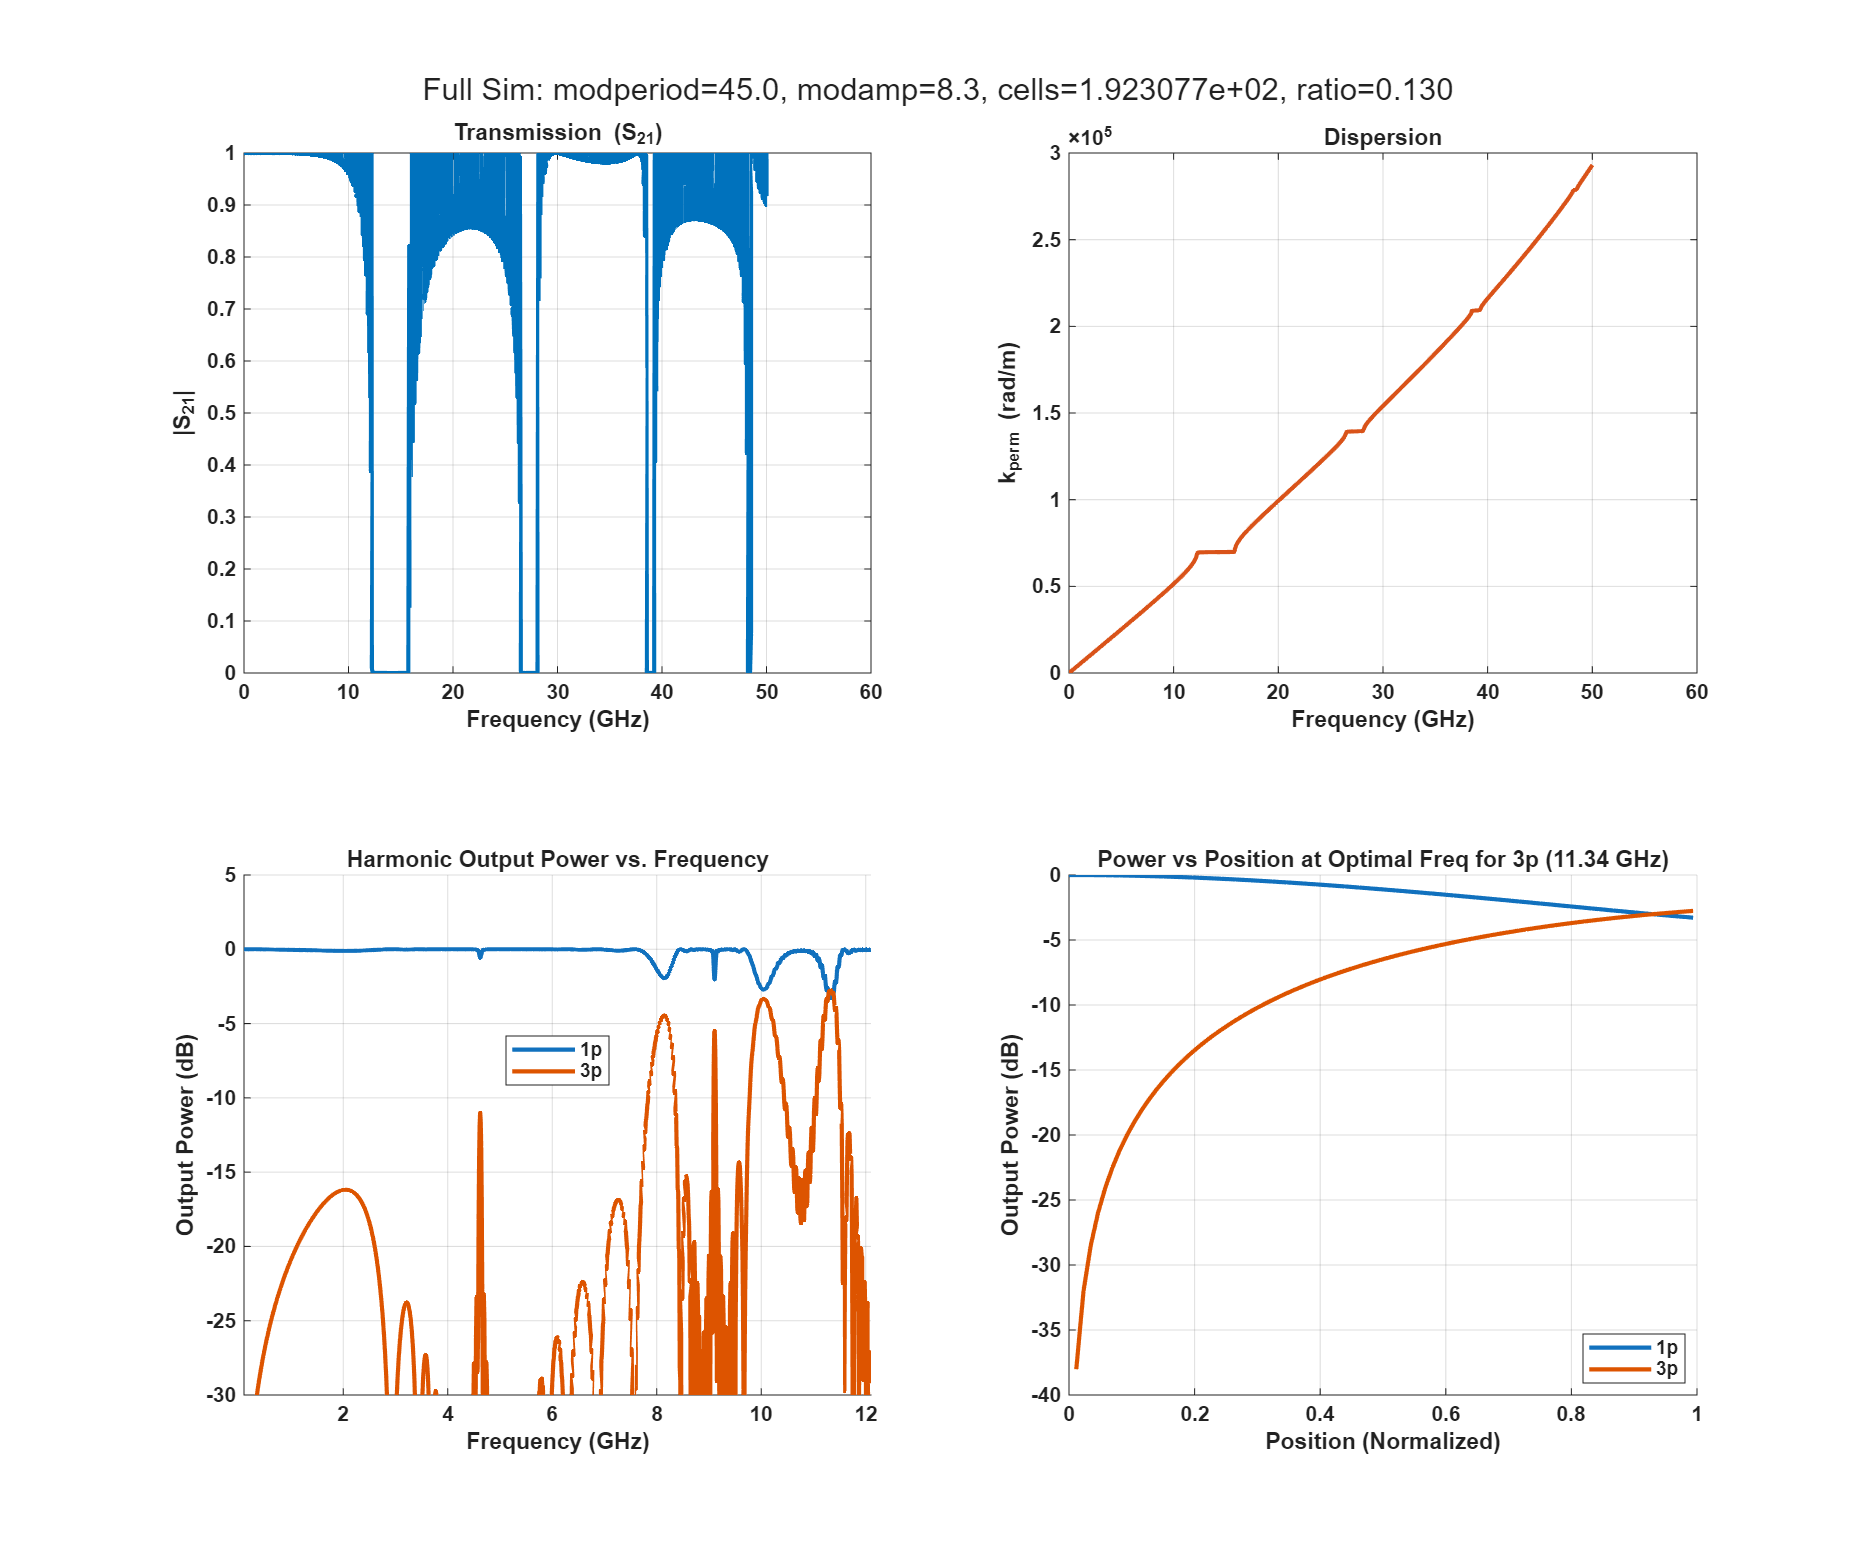 Full Sim: modperiod=45.0, modamp=8.3, cells=1.923077e+02, ratio=0.130
Transmission (S₂₁)
|S₂₁|
1
0.9
0.8
0.7
0.6
0.5
0.4
0.3
0.2
0.1
0
0 10 20 30 40 50 60
Frequency (GHz)
×10⁵
Dispersion
k_perm (rad/m)
3
2.5
2
1.5
1
0.5
0
0 10 20 30 40 50 60
Frequency (GHz)
Harmonic Output Power vs. Frequency
Output Power (dB)
5
0
-5
-10
-15
-20
-25
-30
1p
3p
2 4 6 8 10 12
Frequency (GHz)
Power vs Position at Optimal Freq for 3p (11.34 GHz)
Output Power (dB)
0
-5
-10
-15
-20
-25
-30
-35
-40
1p
3p
0 0.2 0.4 0.6 0.8 1
Position (Normalized)